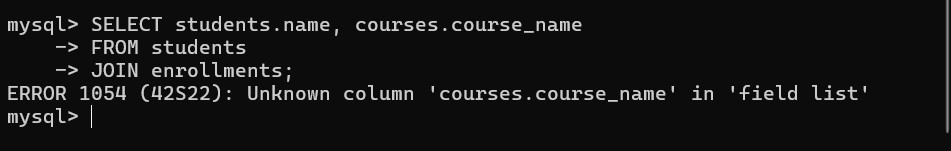 mysql> SELECT students.name, courses.course_name
    -> FROM students
    -> JOIN enrollments;
ERROR 1054 (42S22): Unknown column 'courses.course_name' in 'field list'
mysql>